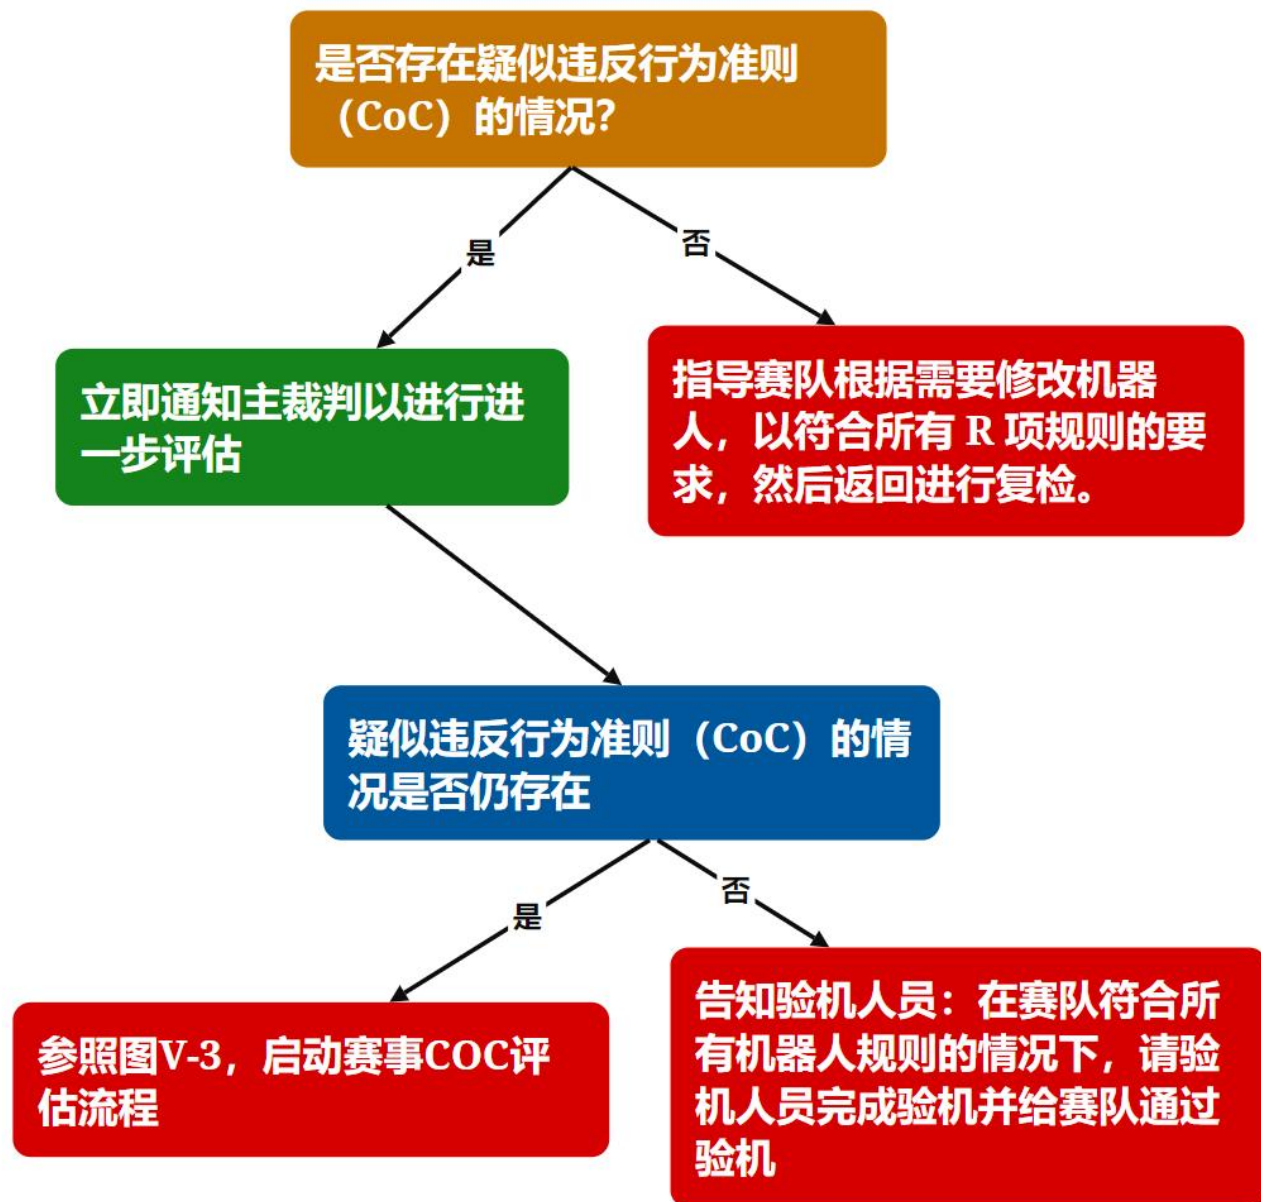 是否存在疑似违反行为准则
（CoC）的情况？
是
否
立即通知主裁判以进行进
一步评估
指导赛队根据需要修改机器
人，以符合所有 R 项规则的要
求，然后返回进行复检。
疑似违反行为准则（CoC）的情
况是否仍存在
是
否
参照图V-3，启动赛事COC评
估流程
告知验机人员：在赛队符合所
有机器人规则的情况下，请验
机人员完成验机并给赛队通过
验机